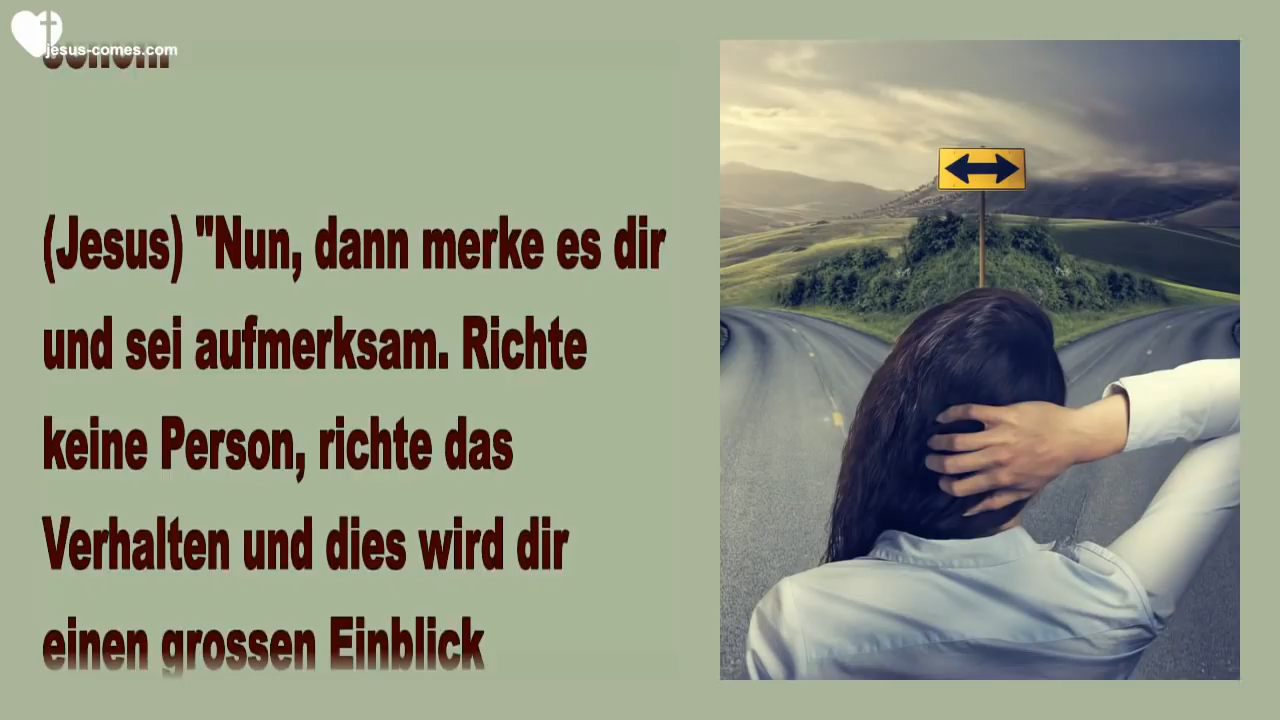 jesus-comes.com
(Jesus) "Nun, dann merke es dir
und sei aufmerksam. Richte
keine Person, richte das
Verhalten und dies wird dir
einen grossen Einblick